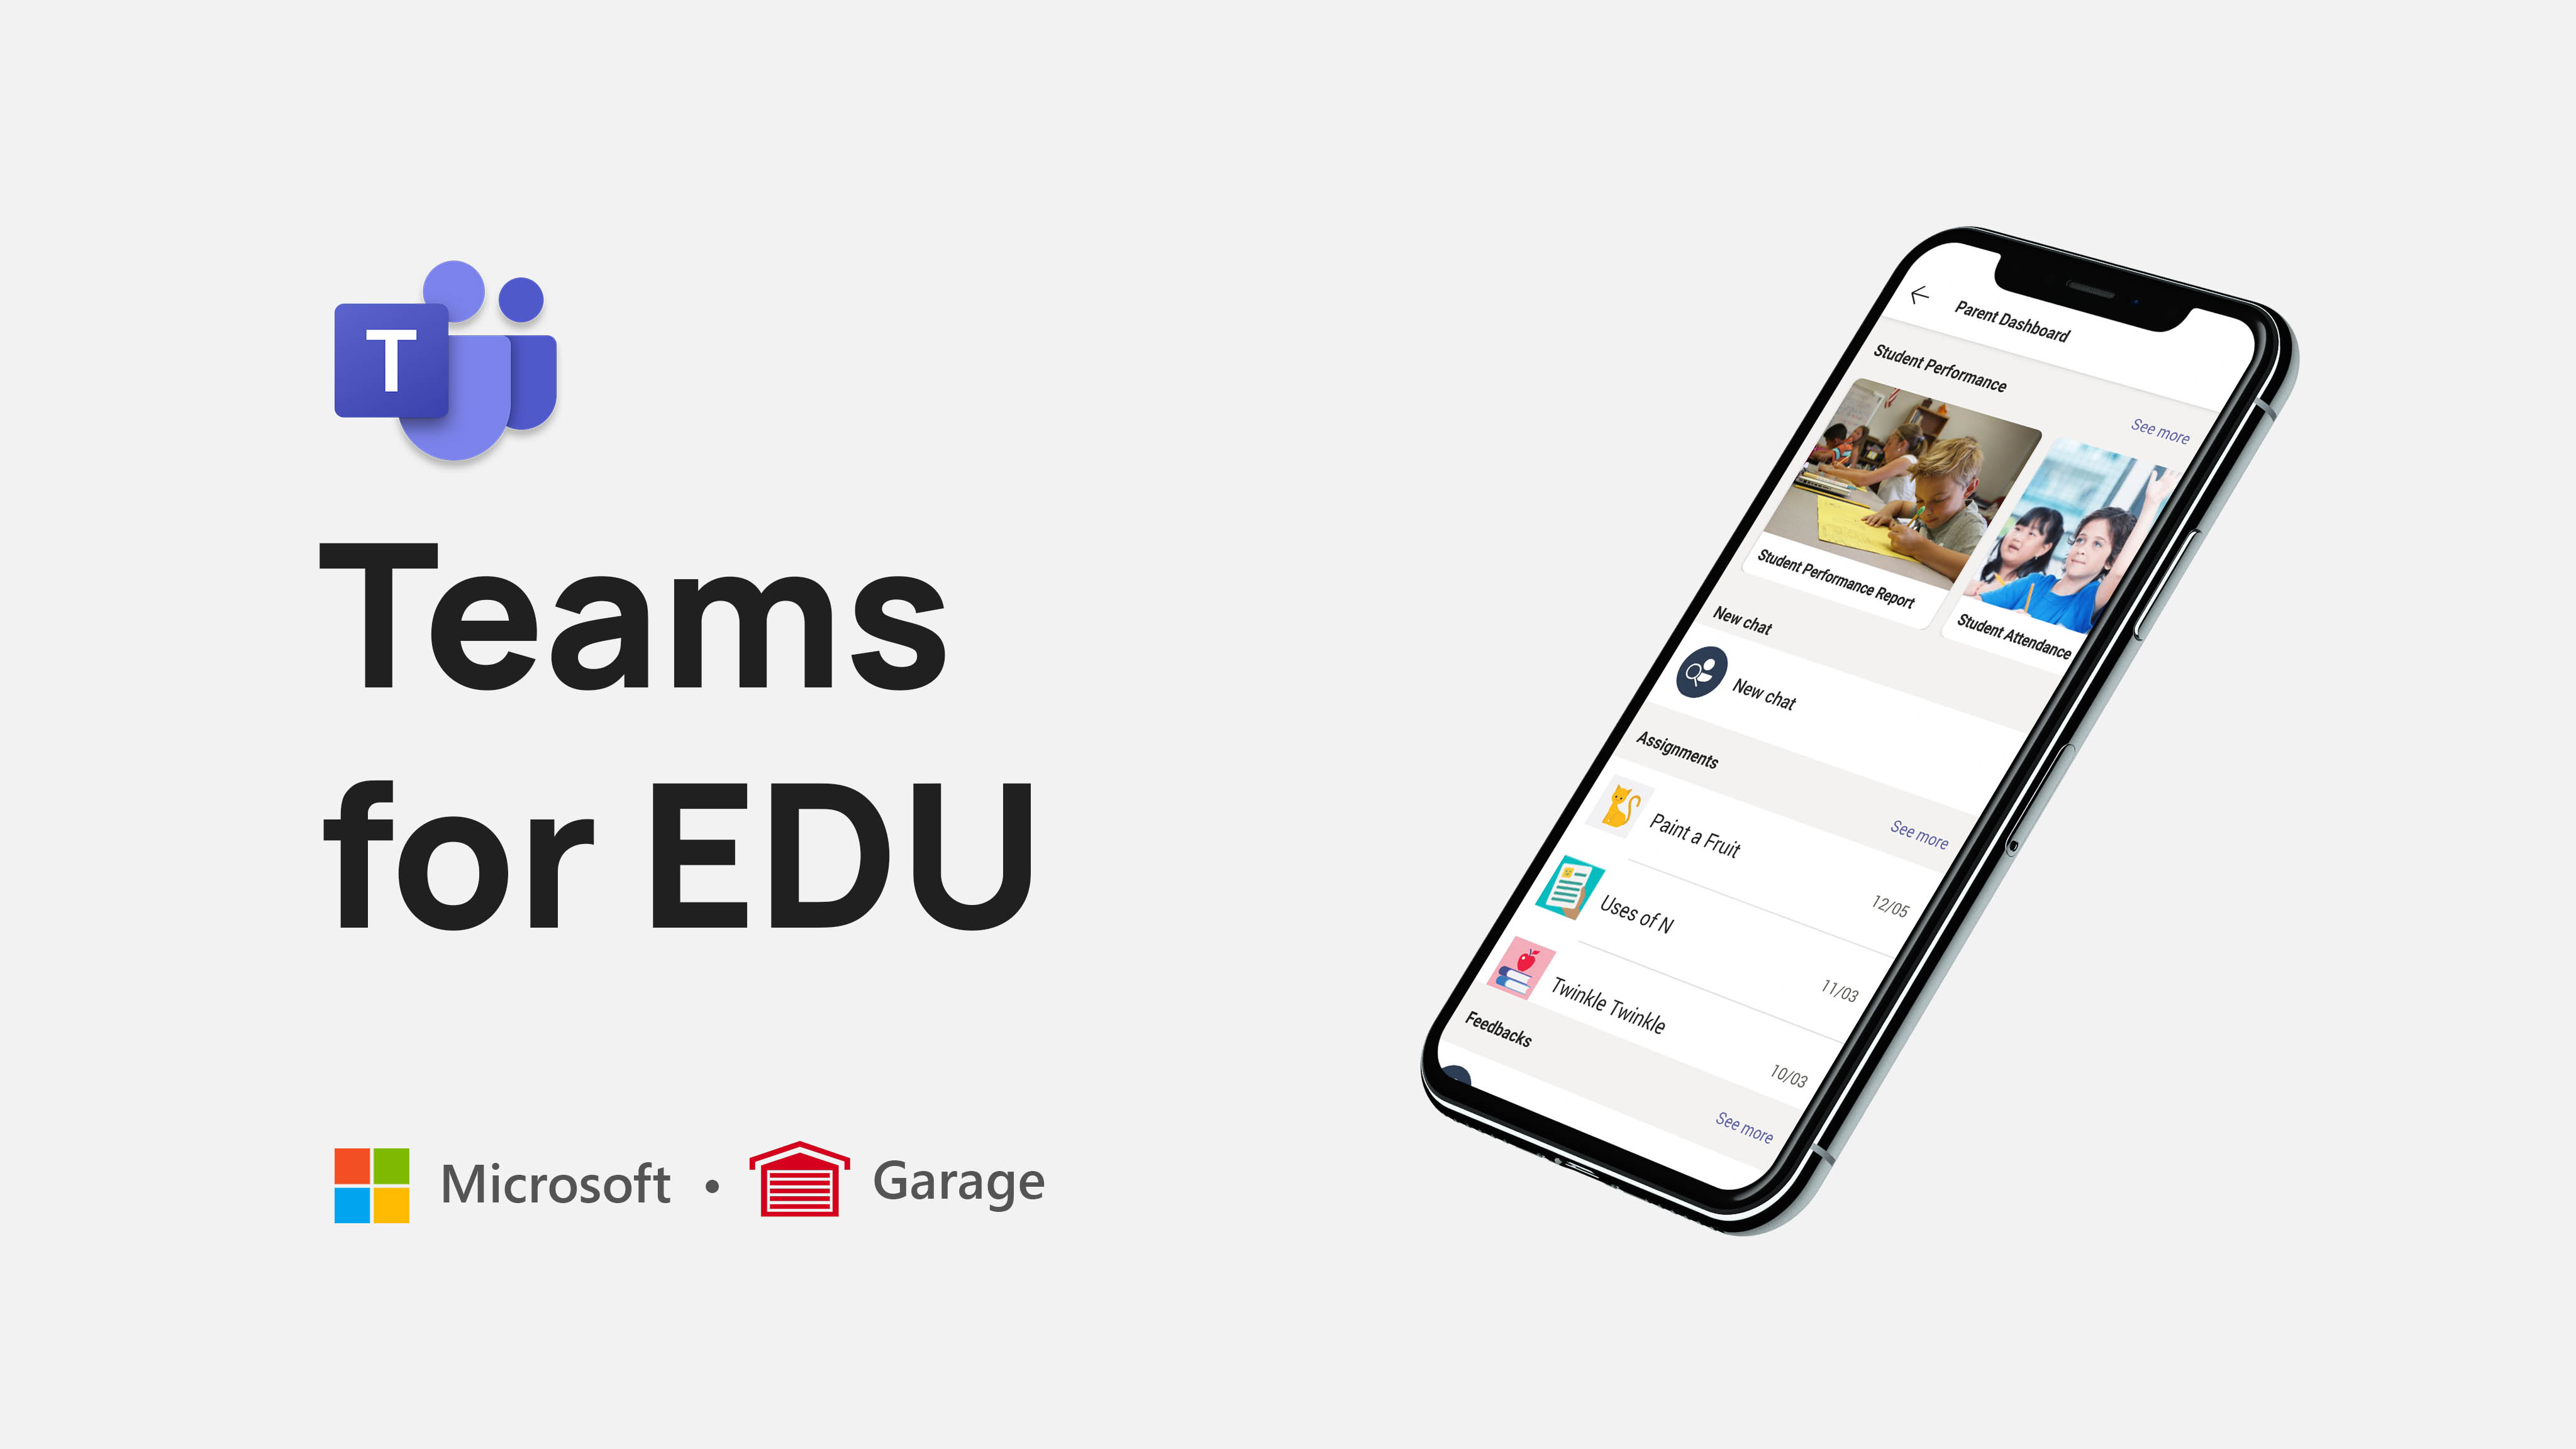 T
Teams
for EDU
Microsoft • Garage
Parent Dashboard
Student Performance
See more
Student Performance Report
Student Attendance
New chat
New chat
Assignments
See more
Paint a Fruit
12/05
Uses of N
11/03
Twinkle Twinkle
10/03
Feedbacks
See more